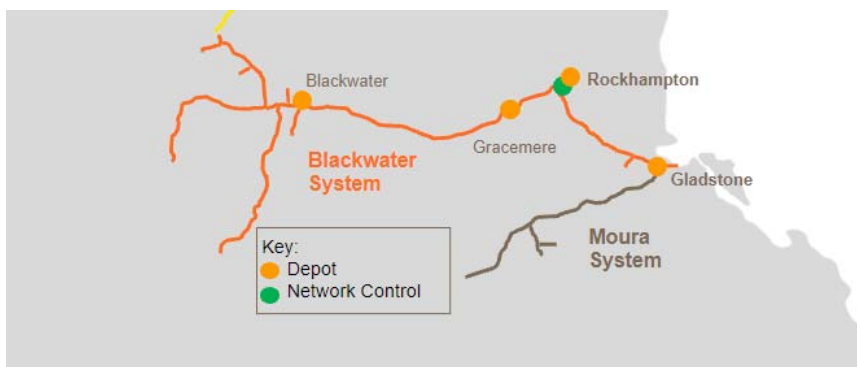 Blackwater
Rockhampton
Gracemere
Blackwater
System
Gladstone
Moura
System
Key:
Depot
Network Control